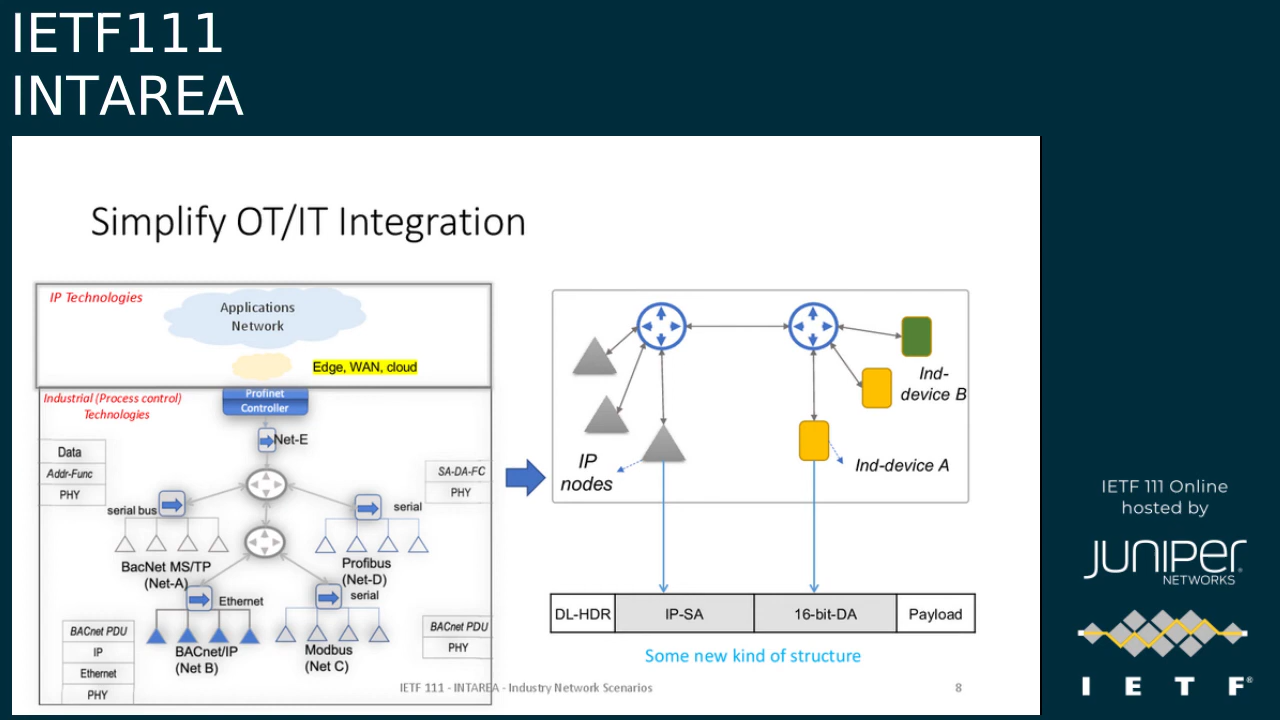 IETF111
INTAREA
Simplify OT/IT Integration
IP Technologies
Applications
Network
Edge, WAN, cloud
Industrial (Process control)
Technologies
Profinet
Controller
Net-E
Data
Addr-Func
PHY
SA-DA-FC
PHY
serial bus
serial
BacNet MS/TP
(Net-A)
Profibus
(Net-D)
Ethernet
serial
BACnet PDU
IP
Ethernet
PHY
BACnet/IP
(Net B)
Modbus
(Net C)
BACnet PDU
PHY
IP
nodes
Ind-
device B
Ind-device A
DL-HDR
IP-SA
16-bit-DA
Payload
Some new kind of structure
IETF 111 - INTAREA - Industry Network Scenarios
8
IETF 111 Online
hosted by
JUNIPER
NETWORKS
I E T F